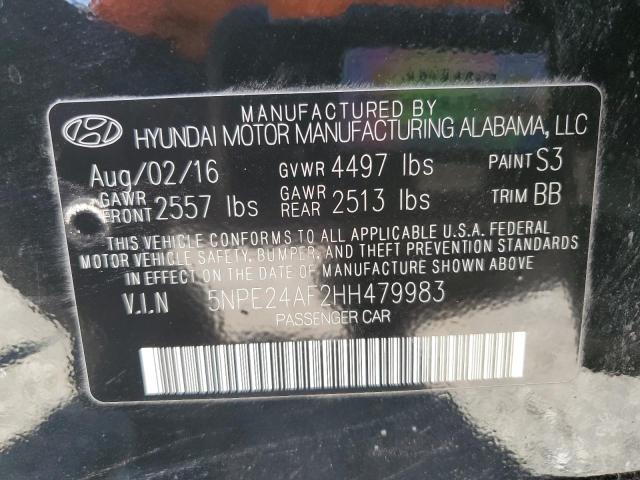 MANUFACTURED BY
HYUNDAI MOTOR MANUFACTURING ALABAMA, LLC
Aug/02/16 GVWR 4497 lbs PAINT S3
GAWR FRONT 2557 lbs GAWR REAR 2513 lbs TRIM BB
THIS VEHICLE CONFORMS TO ALL APPLICABLE U.S.A. FEDERAL
MOTOR VEHICLE SAFETY, BUMPER, AND THEFT PREVENTION STANDARDS
IN EFFECT ON THE DATE OF MANUFACTURE SHOWN ABOVE
V.I.N 5NPE24AF2HH479983
PASSENGER CAR